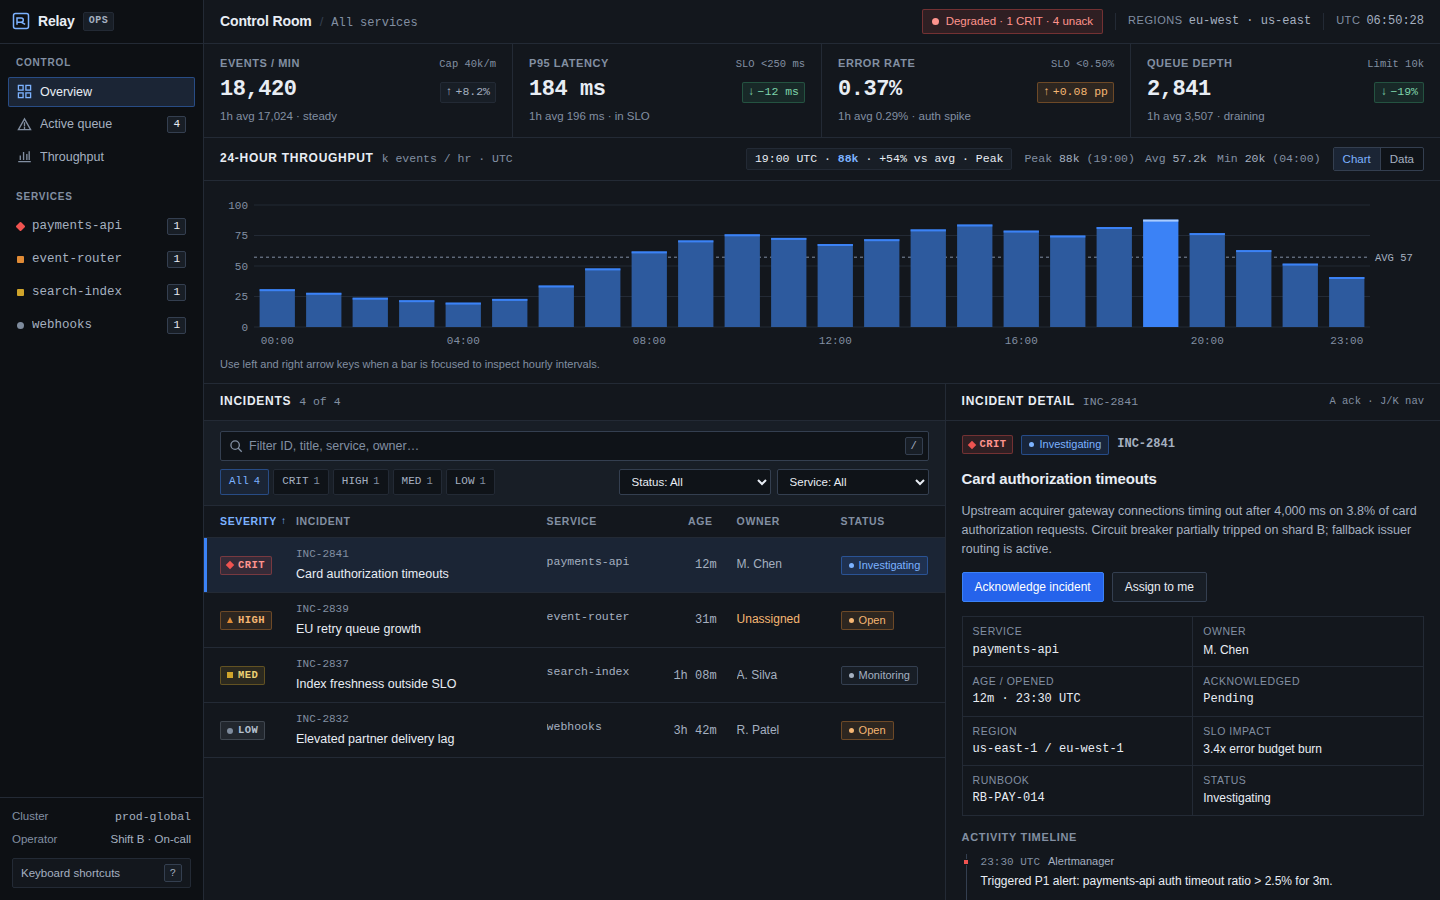 Relay OPS
Control Room / All services
Degraded · 1 CRIT · 4 unack
REGIONS eu-west · us-east
UTC 06:50:28
CONTROL
Overview
Active queue 4
Throughput
SERVICES
payments-api 1
event-router 1
search-index 1
webhooks 1
Cluster prod-global
Operator Shift B · On-call
Keyboard shortcuts ?
EVENTS / MIN Cap 40k/m
18,420 ↑ +8.2%
1h avg 17,024 · steady
P95 LATENCY SLO <250 ms
184 ms ↓ −12 ms
1h avg 196 ms · in SLO
ERROR RATE SLO <0.50%
0.37% ↑ +0.08 pp
1h avg 0.29% · auth spike
QUEUE DEPTH Limit 10k
2,841 ↓ −19%
1h avg 3,507 · draining
24-HOUR THROUGHPUT k events / hr · UTC
19:00 UTC · 88k · +54% vs avg · Peak
Peak 88k (19:00) Avg 57.2k Min 20k (04:00)
Chart Data
100
75
50
25
0
AVG 57
00:00 04:00 08:00 12:00 16:00 20:00 23:00
Use left and right arrow keys when a bar is focused to inspect hourly intervals.
INCIDENTS 4 of 4
Filter ID, title, service, owner… /
All 4 CRIT 1 HIGH 1 MED 1 LOW 1
Status: All Service: All
SEVERITY ↑ INCIDENT SERVICE AGE OWNER STATUS
INC-2841
CRIT Card authorization timeouts payments-api 12m M. Chen Investigating
INC-2839
HIGH EU retry queue growth event-router 31m Unassigned Open
INC-2837
MED Index freshness outside SLO search-index 1h 08m A. Silva Monitoring
INC-2832
LOW Elevated partner delivery lag webhooks 3h 42m R. Patel Open
INCIDENT DETAIL INC-2841 A ack · J/K nav
CRIT Investigating INC-2841
Card authorization timeouts
Upstream acquirer gateway connections timing out after 4,000 ms on 3.8% of card
authorization requests. Circuit breaker partially tripped on shard B; fallback issuer
routing is active.
Acknowledge incident Assign to me
SERVICE
payments-api
OWNER
M. Chen
AGE / OPENED
12m · 23:30 UTC
ACKNOWLEDGED
Pending
REGION
us-east-1 / eu-west-1
SLO IMPACT
3.4x error budget burn
RUNBOOK
RB-PAY-014
STATUS
Investigating
ACTIVITY TIMELINE
23:30 UTC Alertmanager
Triggered P1 alert: payments-api auth timeout ratio > 2.5% for 3m.